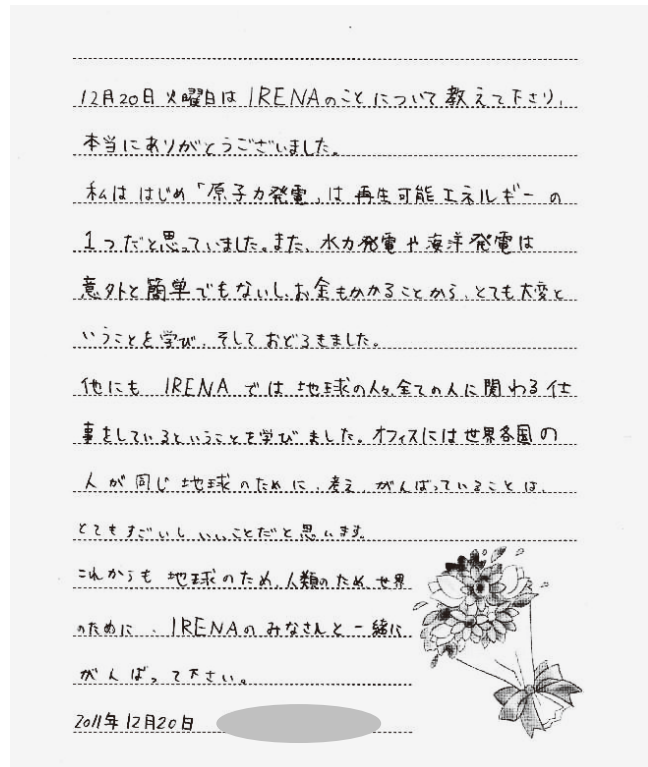 12月20日火曜日は IRENAのことについて教えて下さり、
本当にありがとうございました。
私は はじめ「原子力発電」は 再生可能エネルギーの
1つだと思っていました。また、水力発電や海洋発電は
意外と簡単でもないし、お金もかかることから、とても大変と
いうことを学び、そして おどろきました。
他にも IRENA では 地球の人々全ての人に関わる仕
事をしているということを学びました。オフィスには世界各国の
人が同じ地球のために、考え、がんばっていることは、
とてもすごいし いいことだと思います。
これからも 地球のため、人類のため、世界
のために、IRENAの みなさんと一緒に
がんばって下さい。
2011年12月20日